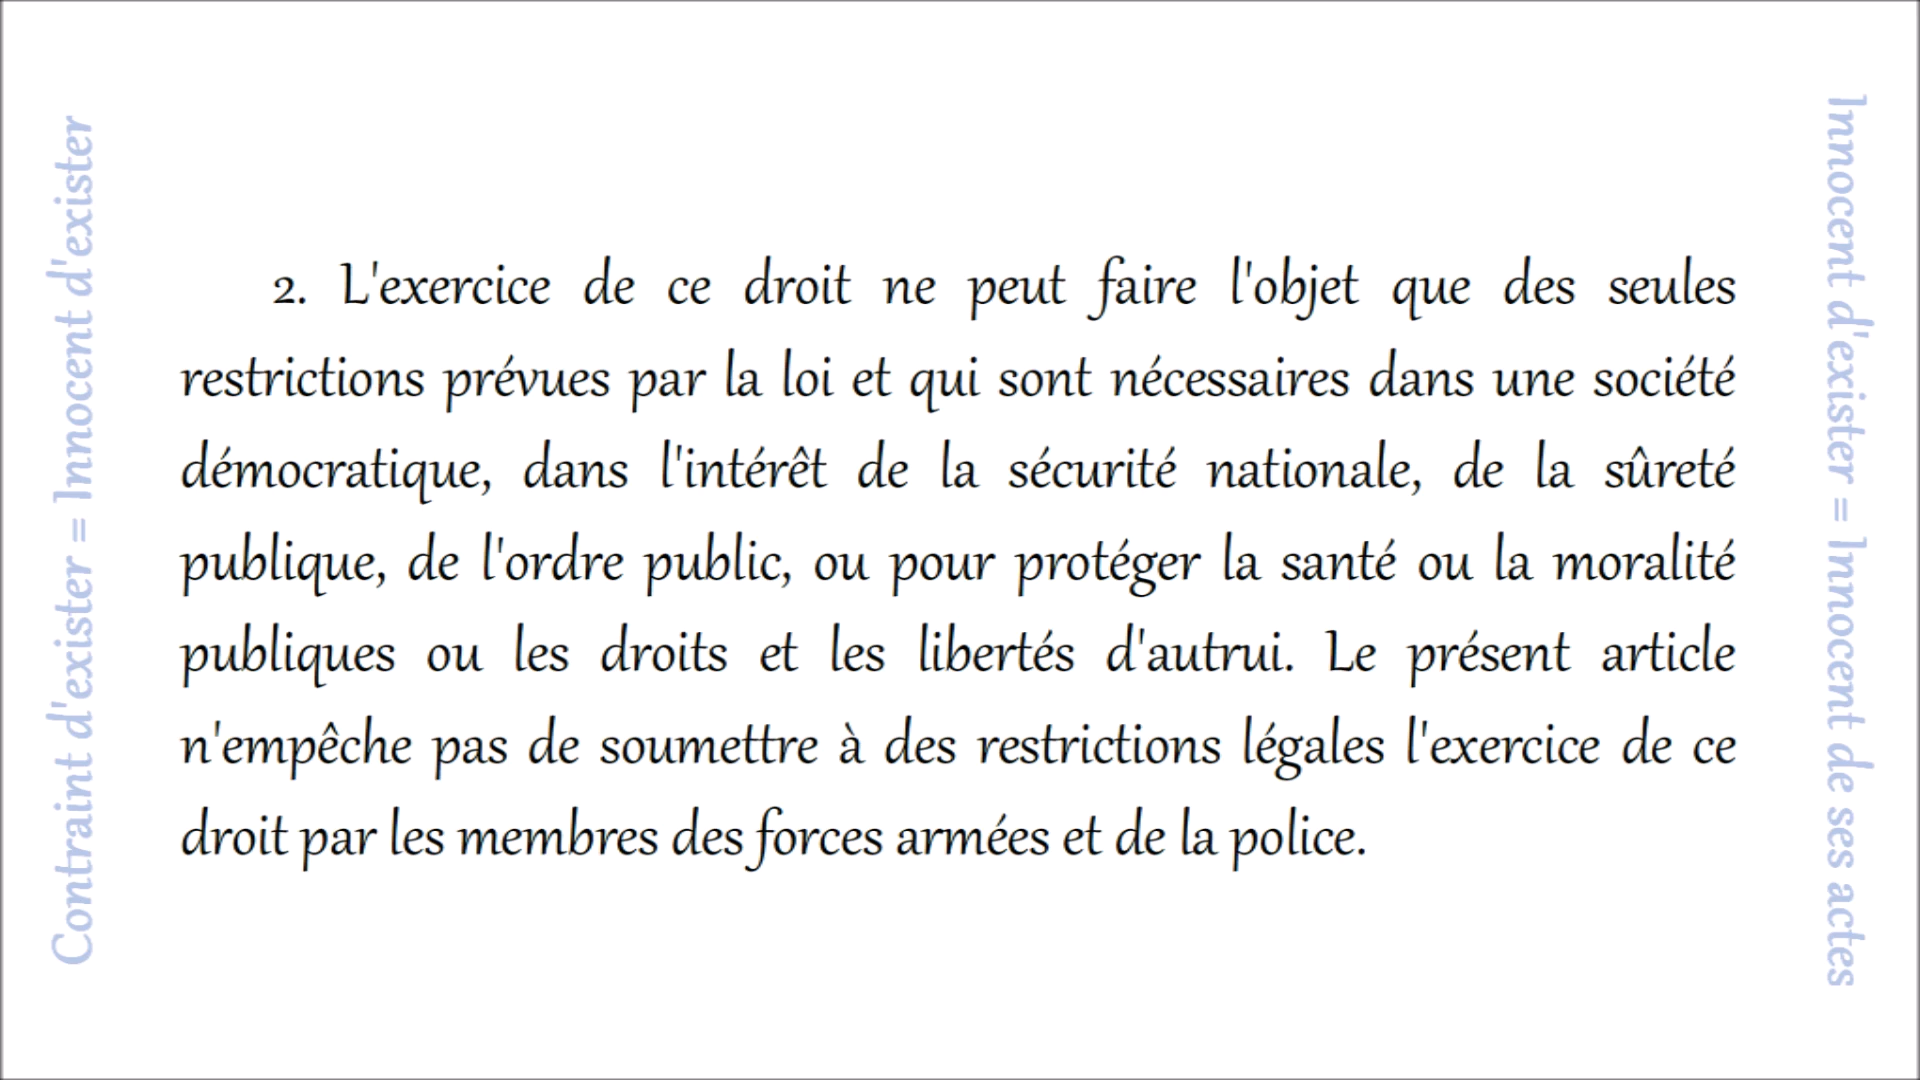 Contraint d'exister = Innocent d'exister
2. L'exercice de ce droit ne peut faire l'objet que des seules
restrictions prévues par la loi et qui sont nécessaires dans une société
démocratique, dans l'intérêt de la sécurité nationale, de la sûreté
publique, de l'ordre public, ou pour protéger la santé ou la moralité
publiques ou les droits et les libertés d'autrui. Le présent article
n'empêche pas de soumettre à des restrictions légales l'exercice de ce
droit par les membres des forces armées et de la police.
Innocent d'exister = Innocent de ses actes